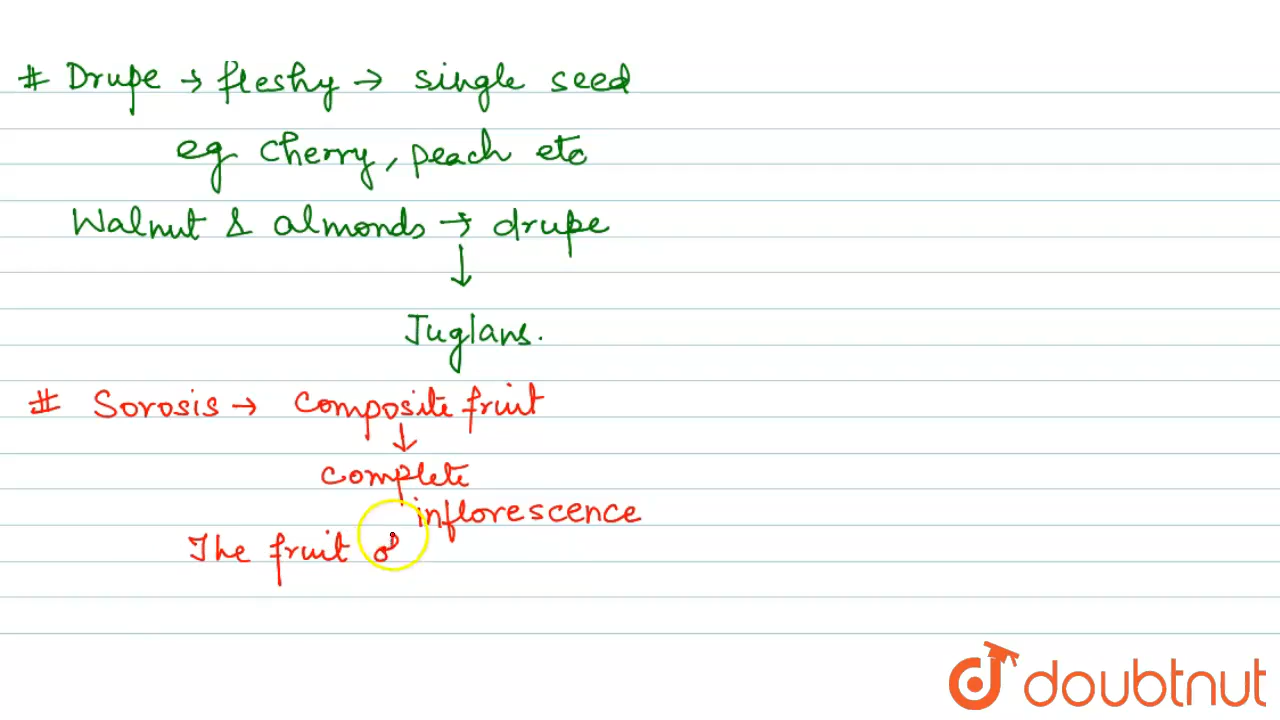 # Drupe → fleshy → single seed
eg cherry, peach etc
Walnut & almonds → drupe
↓
Juglans.
# Sorosis → Composite fruit
↓
Complete
inflorescence
The fruit
doubtnut